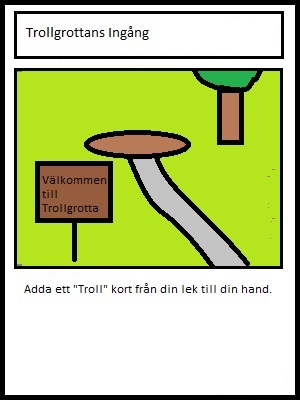 Trollgrottans Ingång
Välkommen
till
Trollgrotta
Adda ett "Troll" kort från din lek till din hand.